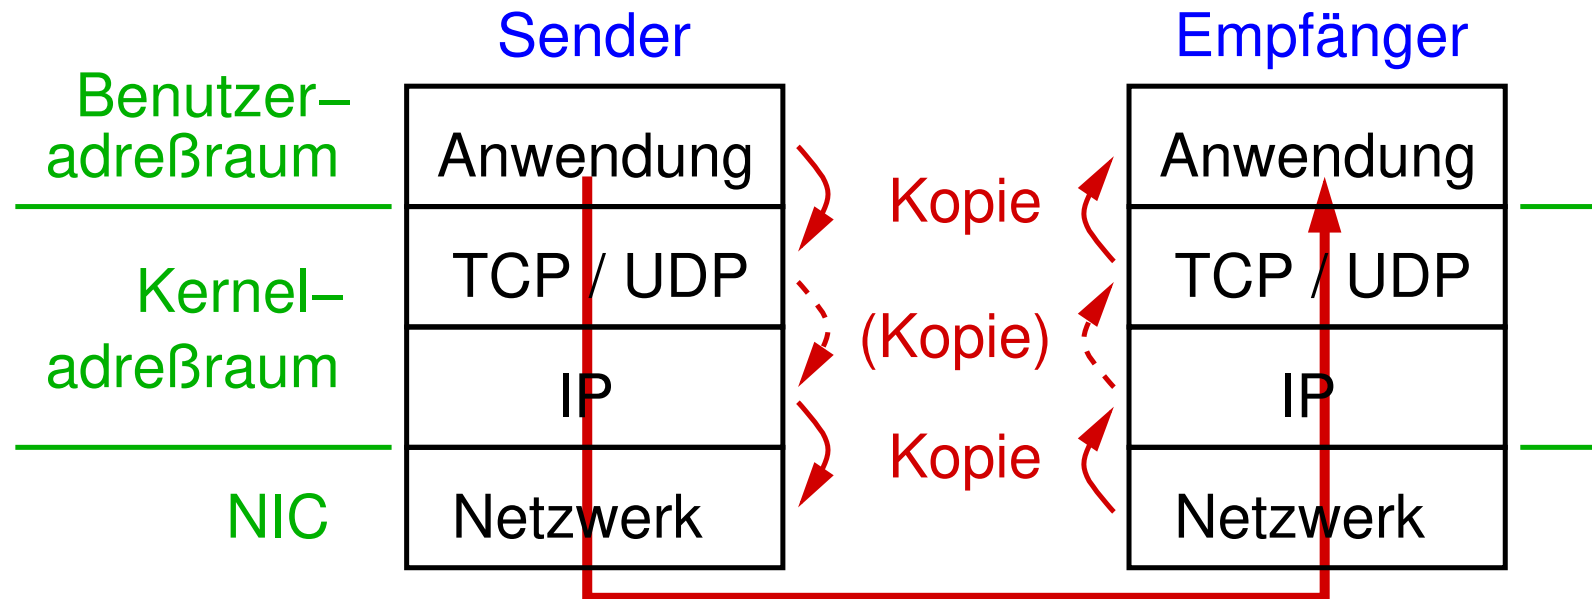 Sender
Empfänger
Benutzer–
adreßraum
Anwendung
Kopie
Anwendung
TCP / UDP
TCP / UDP
Kernel–
adreßraum
(Kopie)
IP
IP
Kopie
NIC
Netzwerk
Netzwerk